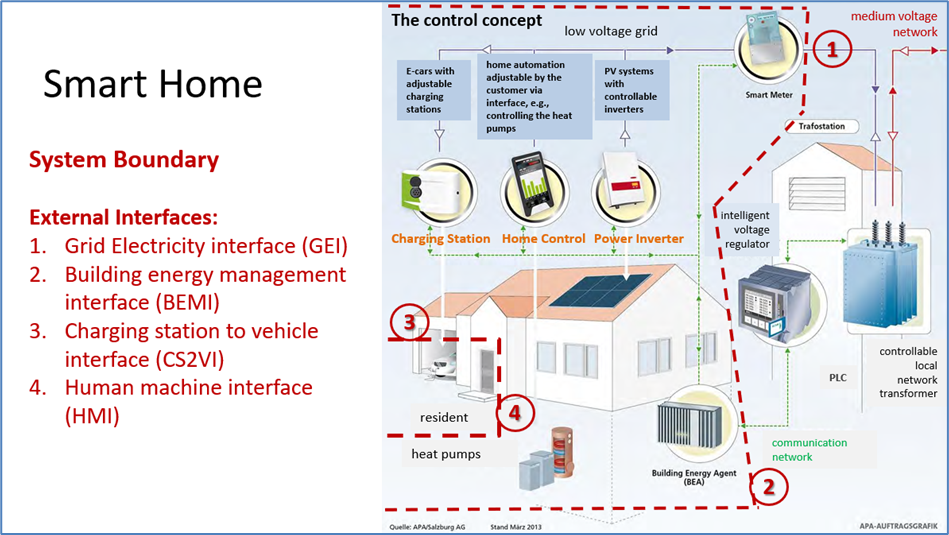 Smart Home
System Boundary
External Interfaces:
1. Grid Electricity interface (GEI)
2. Building energy management
interface (BEMI)
3. Charging station to vehicle
interface (CS2VI)
4. Human machine interface
(HMI)
The control concept
low voltage grid
medium voltage
network
1
E-cars with
adjustable
charging
stations
home automation
adjustable by the
customer via
interface, e.g.,
controlling the heat
pumps
PV systems
with
controllable
inverters
Smart Meter
Trafostation
intelligent
voltage
regulator
Charging Station
Home Control
Power Inverter
3
controllable
local
network
transformer
PLC
4
resident
heat pumps
communication
network
Building Energy Agent
(BEA)
2
Quelle: APA/Salzburg AG
Stand März 2013
APA-AUFTRAGSGRAFIK